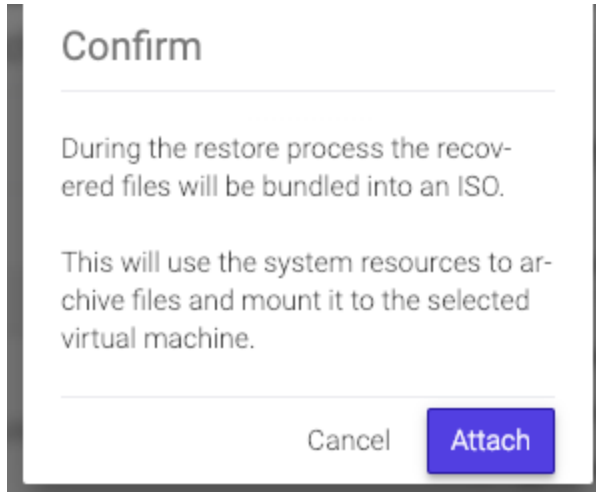 Confirm
During the restore process the recov-
ered files will be bundled into an ISO.
This will use the system resources to ar-
chive files and mount it to the selected
virtual machine.
Cancel
Attach